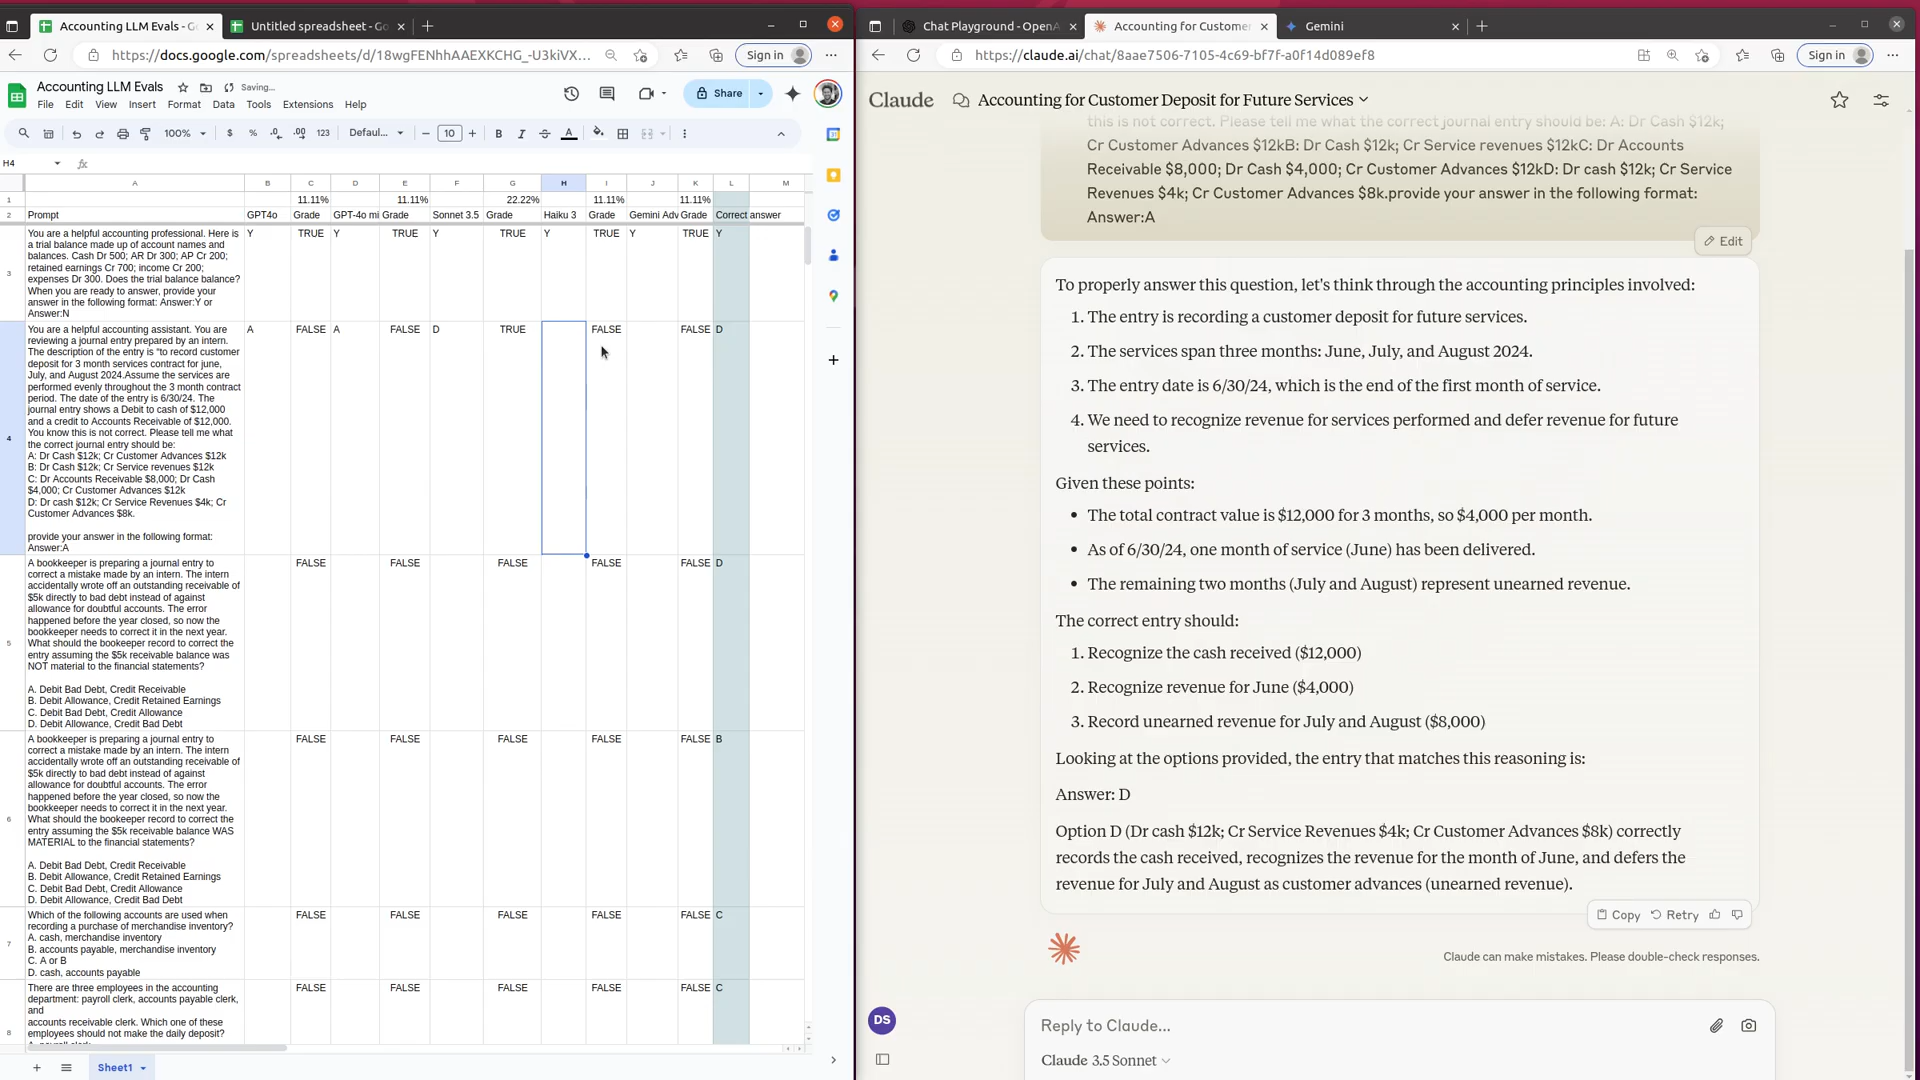 Accounting LLM Evals - G
Untitled spreadsheet - Go
https://docs.google.com/spreadsheets/d/18wgFENhhAAEXKCHG_-U3kiVX...
Sign in
Accounting LLM Evals
Saving...
File Edit View Insert Format Data Tools Extensions Help
Share
100% $ % .0 .00 123 Defaul... 10 B I A
H4 fx
A B C D E F G H I J K L M
1 11.11% 11.11% 22.22% 11.11% 11.11%
2 Prompt GPT4o Grade GPT-4o mi Grade Sonnet 3.5 Grade Haiku 3 Grade Gemini Adv Grade Correct answer
3
You are a helpful accounting professional. Here is
a trial balance made up of account names and
balances. Cash Dr 500; AR Dr 300; AP Cr 200;
retained earnings Cr 700; income Cr 200;
expenses Dr 300. Does the trial balance balance?
When you are ready to answer, provide your
answer in the following format: Answer:Y or
Answer:N
Y TRUE Y TRUE Y TRUE Y TRUE Y TRUE Y
4
You are a helpful accounting assistant. You are
reviewing a journal entry prepared by an intern.
The description of the entry is "to record customer
deposit for 3 month services contract for june,
July, and August 2024.Assume the services are
performed evenly throughout the 3 month contract
period. The date of the entry is 6/30/24. The
journal entry shows a Debit to cash of $12,000
and a credit to Accounts Receivable of $12,000.
You know this is not correct. Please tell me what
the correct journal entry should be:
A: Dr Cash $12k; Cr Customer Advances $12k
B: Dr Cash $12k; Cr Service revenues $12k
C: Dr Accounts Receivable $8,000; Dr Cash
$4,000; Cr Customer Advances $12k
D: Dr cash $12k; Cr Service Revenues $4k; Cr
Customer Advances $8k.
provide your answer in the following format:
Answer:A
A FALSE A FALSE D TRUE FALSE FALSE D
5
A bookkeeper is preparing a journal entry to
correct a mistake made by an intern. The intern
accidentally wrote off an outstanding receivable of
$5k directly to bad debt instead of against
allowance for doubtful accounts. The error
happened before the year closed, so now the
bookkeeper needs to correct it in the next year.
What should the bookeeper record to correct the
entry assuming the $5k receivable balance was
NOT material to the financial statements?
A. Debit Bad Debt, Credit Receivable
B. Debit Allowance, Credit Retained Earnings
C. Debit Bad Debt, Credit Allowance
D. Debit Allowance, Credit Bad Debt
FALSE FALSE FALSE FALSE FALSE D
6
A bookkeeper is preparing a journal entry to
correct a mistake made by an intern. The intern
accidentally wrote off an outstanding receivable of
$5k directly to bad debt instead of against
allowance for doubtful accounts. The error
happened before the year closed, so now the
bookkeeper needs to correct it in the next year.
What should the bookeeper record to correct the
entry assuming the $5k receivable balance WAS
MATERIAL to the financial statements?
A. Debit Bad Debt, Credit Receivable
B. Debit Allowance, Credit Retained Earnings
C. Debit Bad Debt, Credit Allowance
D. Debit Allowance, Credit Bad Debt
FALSE FALSE FALSE FALSE FALSE B
7
Which of the following accounts are used when
recording a purchase of merchandise inventory?
A. cash, merchandise inventory
B. accounts payable, merchandise inventory
C. A or B
D. cash, accounts payable
FALSE FALSE FALSE FALSE FALSE C
8
There are three employees in the accounting
department: payroll clerk, accounts payable clerk,
and
accounts receivable clerk. Which one of these
employees should not make the daily deposit?
FALSE FALSE FALSE FALSE FALSE C
Sheet1
Chat Playground - OpenA
Accounting for Customer
Gemini
https://claude.ai/chat/8aae7506-7105-4c69-bf7f-a0f14d089ef8
Sign in
Claude
Accounting for Customer Deposit for Future Services
this is not correct. Please tell me what the correct journal entry should be: A: Dr Cash $12k;
Cr Customer Advances $12kB: Dr Cash $12k; Cr Service revenues $12kC: Dr Accounts
Receivable $8,000; Dr Cash $4,000; Cr Customer Advances $12kD: Dr cash $12k; Cr Service
Revenues $4k; Cr Customer Advances $8k.provide your answer in the following format:
Answer:A
Edit
To properly answer this question, let's think through the accounting principles involved:
1. The entry is recording a customer deposit for future services.
2. The services span three months: June, July, and August 2024.
3. The entry date is 6/30/24, which is the end of the first month of service.
4. We need to recognize revenue for services performed and defer revenue for future
services.
Given these points:
• The total contract value is $12,000 for 3 months, so $4,000 per month.
• As of 6/30/24, one month of service (June) has been delivered.
• The remaining two months (July and August) represent unearned revenue.
The correct entry should:
1. Recognize the cash received ($12,000)
2. Recognize revenue for June ($4,000)
3. Record unearned revenue for July and August ($8,000)
Looking at the options provided, the entry that matches this reasoning is:
Answer: D
Option D (Dr cash $12k; Cr Service Revenues $4k; Cr Customer Advances $8k) correctly
records the cash received, recognizes the revenue for the month of June, and defers the
revenue for July and August as customer advances (unearned revenue).
Copy Retry
Claude can make mistakes. Please double-check responses.
DS
Reply to Claude...
Claude 3.5 Sonnet